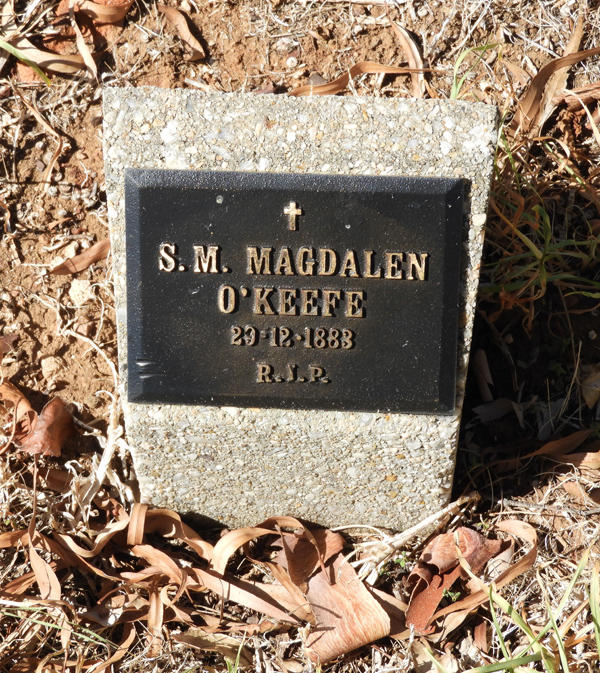 S.M. MAGDALEN
O'KEEFE
29-12-1883
R.I.P.